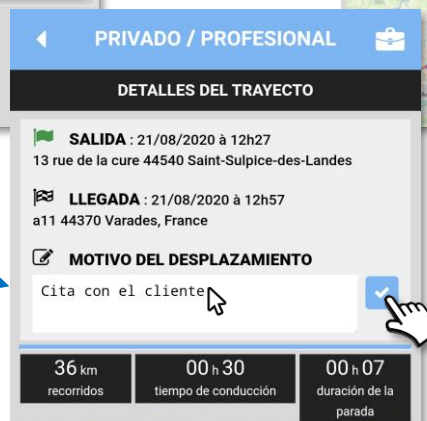 PRIVADO / PROFESIONAL
DETALLES DEL TRAYECTO
SALIDA : 21/08/2020 à 12h27
13 rue de la cure 44540 Saint-Sulpice-des-Landes
LLEGADA : 21/08/2020 à 12h57
a11 44370 Varades, France
MOTIVO DEL DESPLAZAMIENTO
Cita con el cliente
36 km
recorridos
00 h 30
tiempo de conducción
00 h 07
duración de la
parada